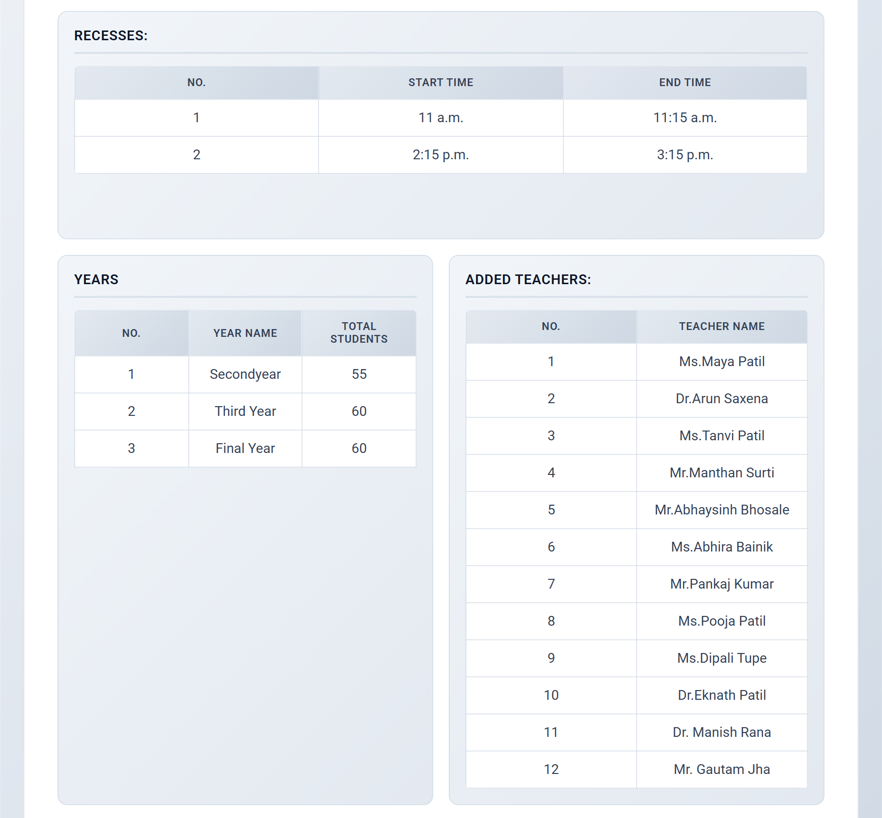 RECESSES:
NO. START TIME END TIME
1 11 a.m. 11:15 a.m.
2 2:15 p.m. 3:15 p.m.
YEARS
NO. YEAR NAME TOTAL STUDENTS
1 Secondyear 55
2 Third Year 60
3 Final Year 60
ADDED TEACHERS:
NO. TEACHER NAME
1 Ms.Maya Patil
2 Dr.Arun Saxena
3 Ms.Tanvi Patil
4 Mr.Manthan Surti
5 Mr.Abhaysinh Bhosale
6 Ms.Abhira Bainik
7 Mr.Pankaj Kumar
8 Ms.Pooja Patil
9 Ms.Dipali Tupe
10 Dr.Eknath Patil
11 Dr. Manish Rana
12 Mr. Gautam Jha